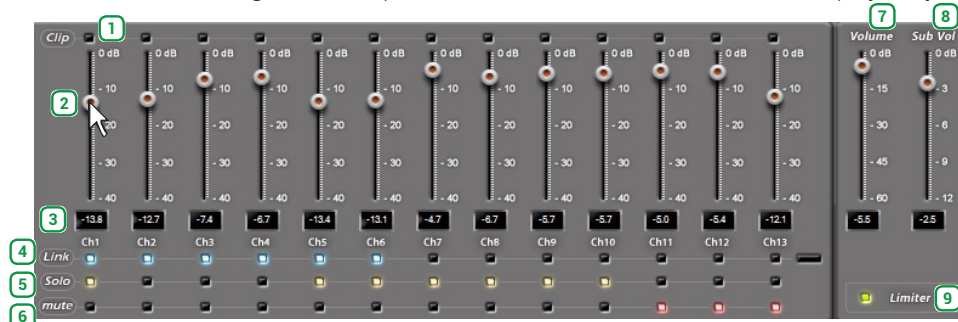 1 7 8
Clip Volume Sub Vol
0 dB 0 dB 0 dB 0 dB 0 dB 0 dB 0 dB 0 dB 0 dB 0 dB 0 dB 0 dB 0 dB 0 dB 0 dB
2 - 10 - 10 - 10 - 10 - 10 - 10 - 10 - 10 - 10 - 10 - 10 - 10 - 10 - 15 - 3
- 20 - 20 - 20 - 20 - 20 - 20 - 20 - 20 - 20 - 20 - 20 - 20 - 20 - 30 - 6
- 30 - 30 - 30 - 30 - 30 - 30 - 30 - 30 - 30 - 30 - 30 - 30 - 30 - 45 - 9
- 40 - 40 - 40 - 40 - 40 - 40 - 40 - 40 - 40 - 40 - 40 - 40 - 40 - 60 - 12
3 -13.8 -12.7 -7.4 -6.7 -13.4 -13.1 -4.7 -6.7 -5.7 -5.7 -5.0 -5.4 -12.1 -5.5 -2.5
Ch1 Ch2 Ch3 Ch4 Ch5 Ch6 Ch7 Ch8 Ch9 Ch10 Ch11 Ch12 Ch13
4 Link
5 Solo
6 mute Limiter 9